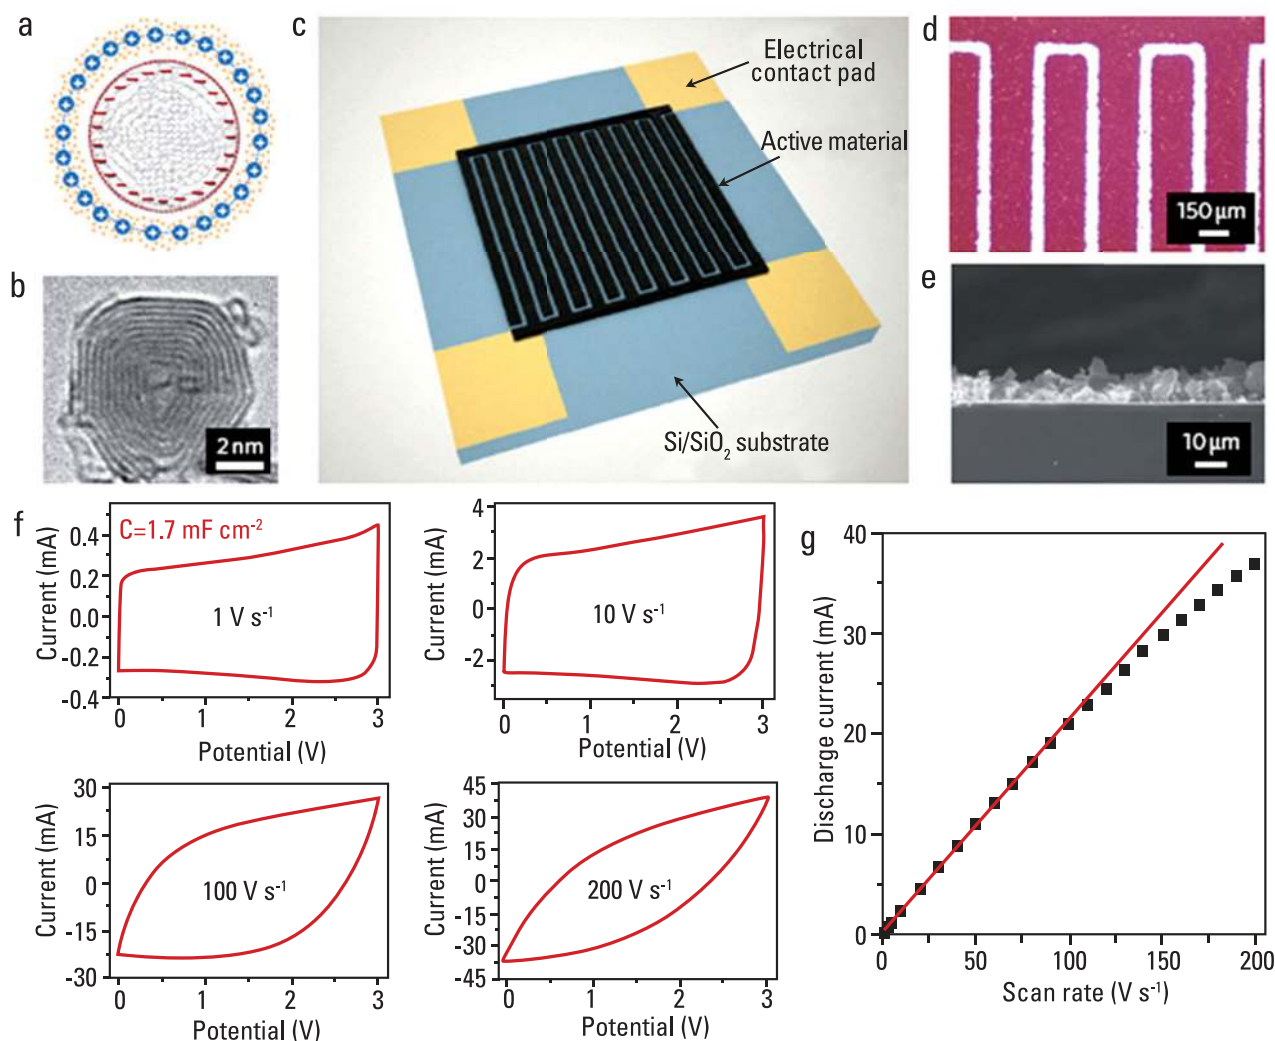 a
b
2 nm
c
Electrical
contact pad
Active material
Si/SiO₂ substrate
d
150 µm
e
10 µm
f
C=1.7 mF cm⁻²
Current (mA)
0.4
0.2
0.0
-0.2
-0.4
1 V s⁻¹
0 1 2 3
Potential (V)
Current (mA)
4
2
0
-2
10 V s⁻¹
0 1 2 3
Potential (V)
Current (mA)
30
15
0
-15
-30
100 V s⁻¹
0 1 2 3
Potential (V)
Current (mA)
45
30
15
0
-15
-30
-45
200 V s⁻¹
0 1 2 3
Potential (V)
g
Discharge current (mA)
40
30
20
10
0
0 50 100 150 200
Scan rate (V s⁻¹)